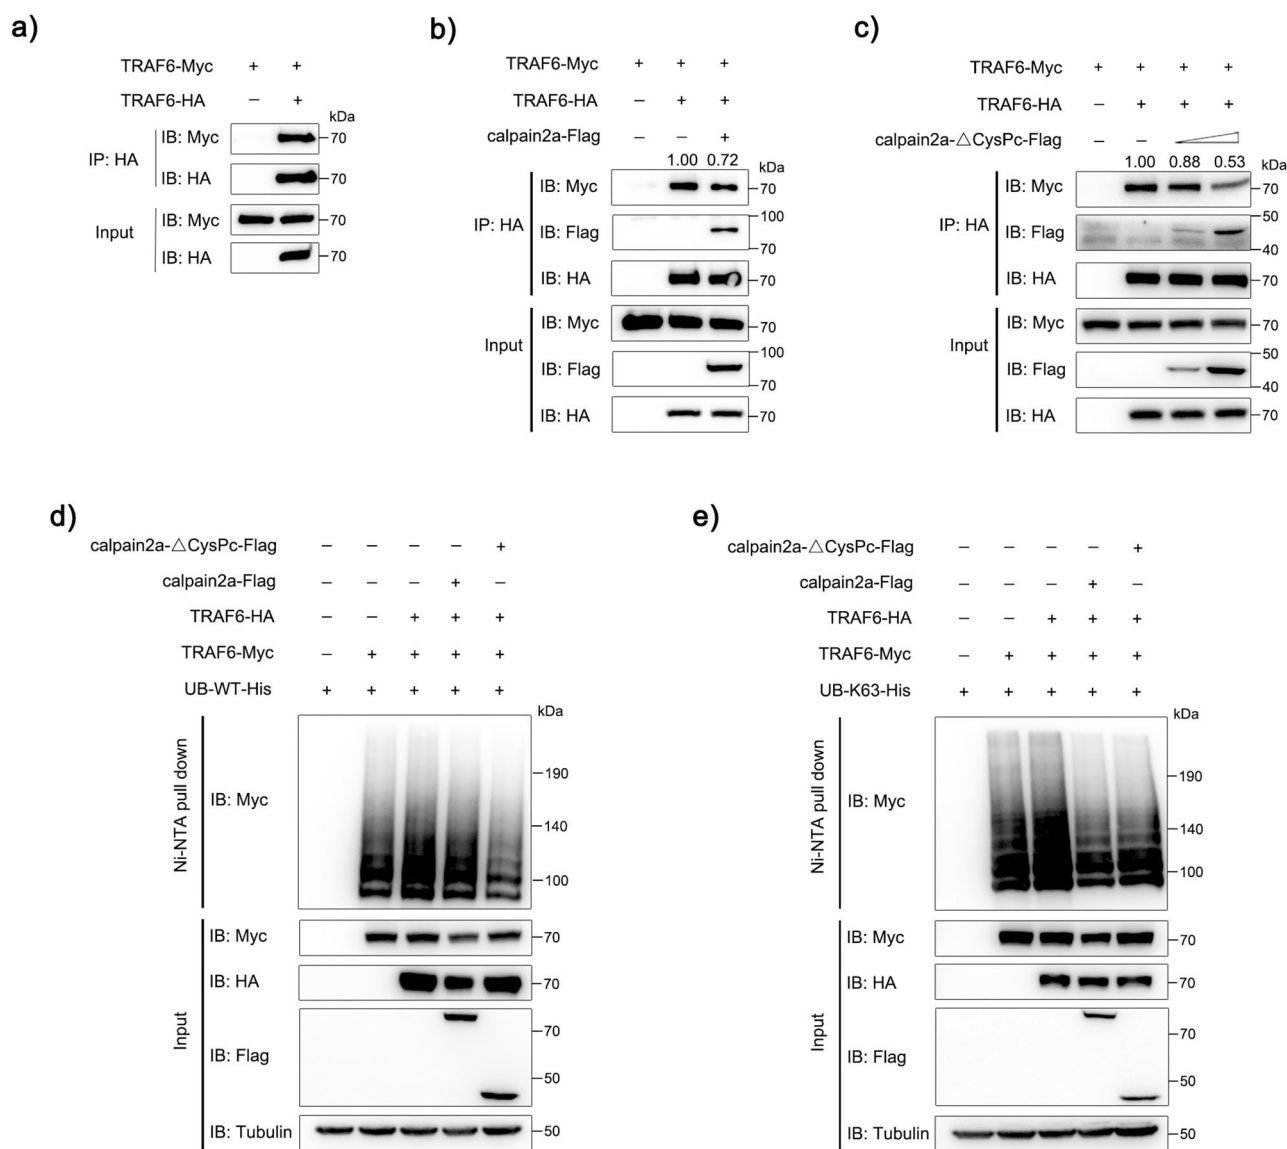 a)
TRAF6-Myc + +
TRAF6-HA – +
kDa
IP: HA
IB: Myc 70
IB: HA 70
Input
IB: Myc 70
IB: HA 70
b)
TRAF6-Myc + + +
TRAF6-HA – + +
calpain2a-Flag – – +
1.00 0.72 kDa
IP: HA
IB: Myc 70
100
IB: Flag
70
IB: HA 70
Input
IB: Myc 70
100
IB: Flag
70
IB: HA 70
c)
TRAF6-Myc + + + +
TRAF6-HA – + + +
calpain2a-△CysPc-Flag – –
1.00 0.88 0.53 kDa
IP: HA
IB: Myc 70
50
IB: Flag
40
IB: HA 70
Input
IB: Myc 70
50
IB: Flag
40
IB: HA 70
d)
calpain2a-△CysPc-Flag – – – – +
calpain2a-Flag – – – + –
TRAF6-HA – – + + +
TRAF6-Myc – + + + +
UB-WT-His + + + + +
kDa
Ni-NTA pull down
190
IB: Myc
140
100
Input
IB: Myc 70
IB: HA 70
70
IB: Flag
50
IB: Tubulin 50
e)
calpain2a-△CysPc-Flag – – – – +
calpain2a-Flag – – – + –
TRAF6-HA – – + + +
TRAF6-Myc – + + + +
UB-K63-His + + + + +
kDa
Ni-NTA pull down
190
IB: Myc
140
100
Input
IB: Myc 70
IB: HA 70
70
IB: Flag
50
IB: Tubulin 50